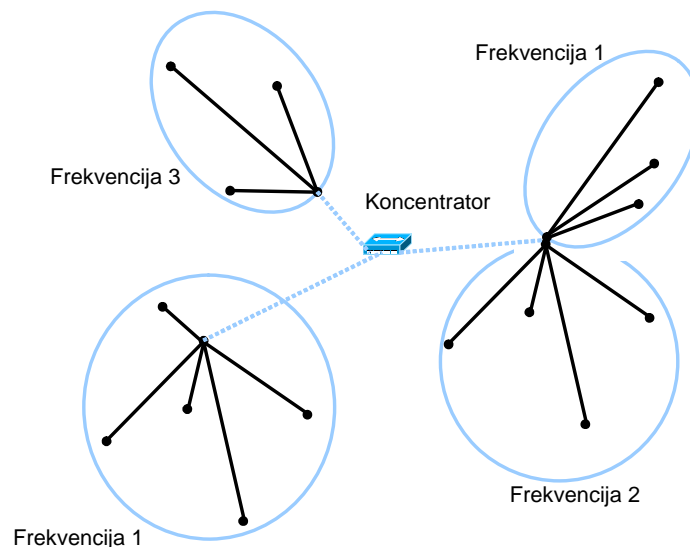 Frekvencija 1
Frekvencija 3
Koncentrator
Frekvencija 2
Frekvencija 1